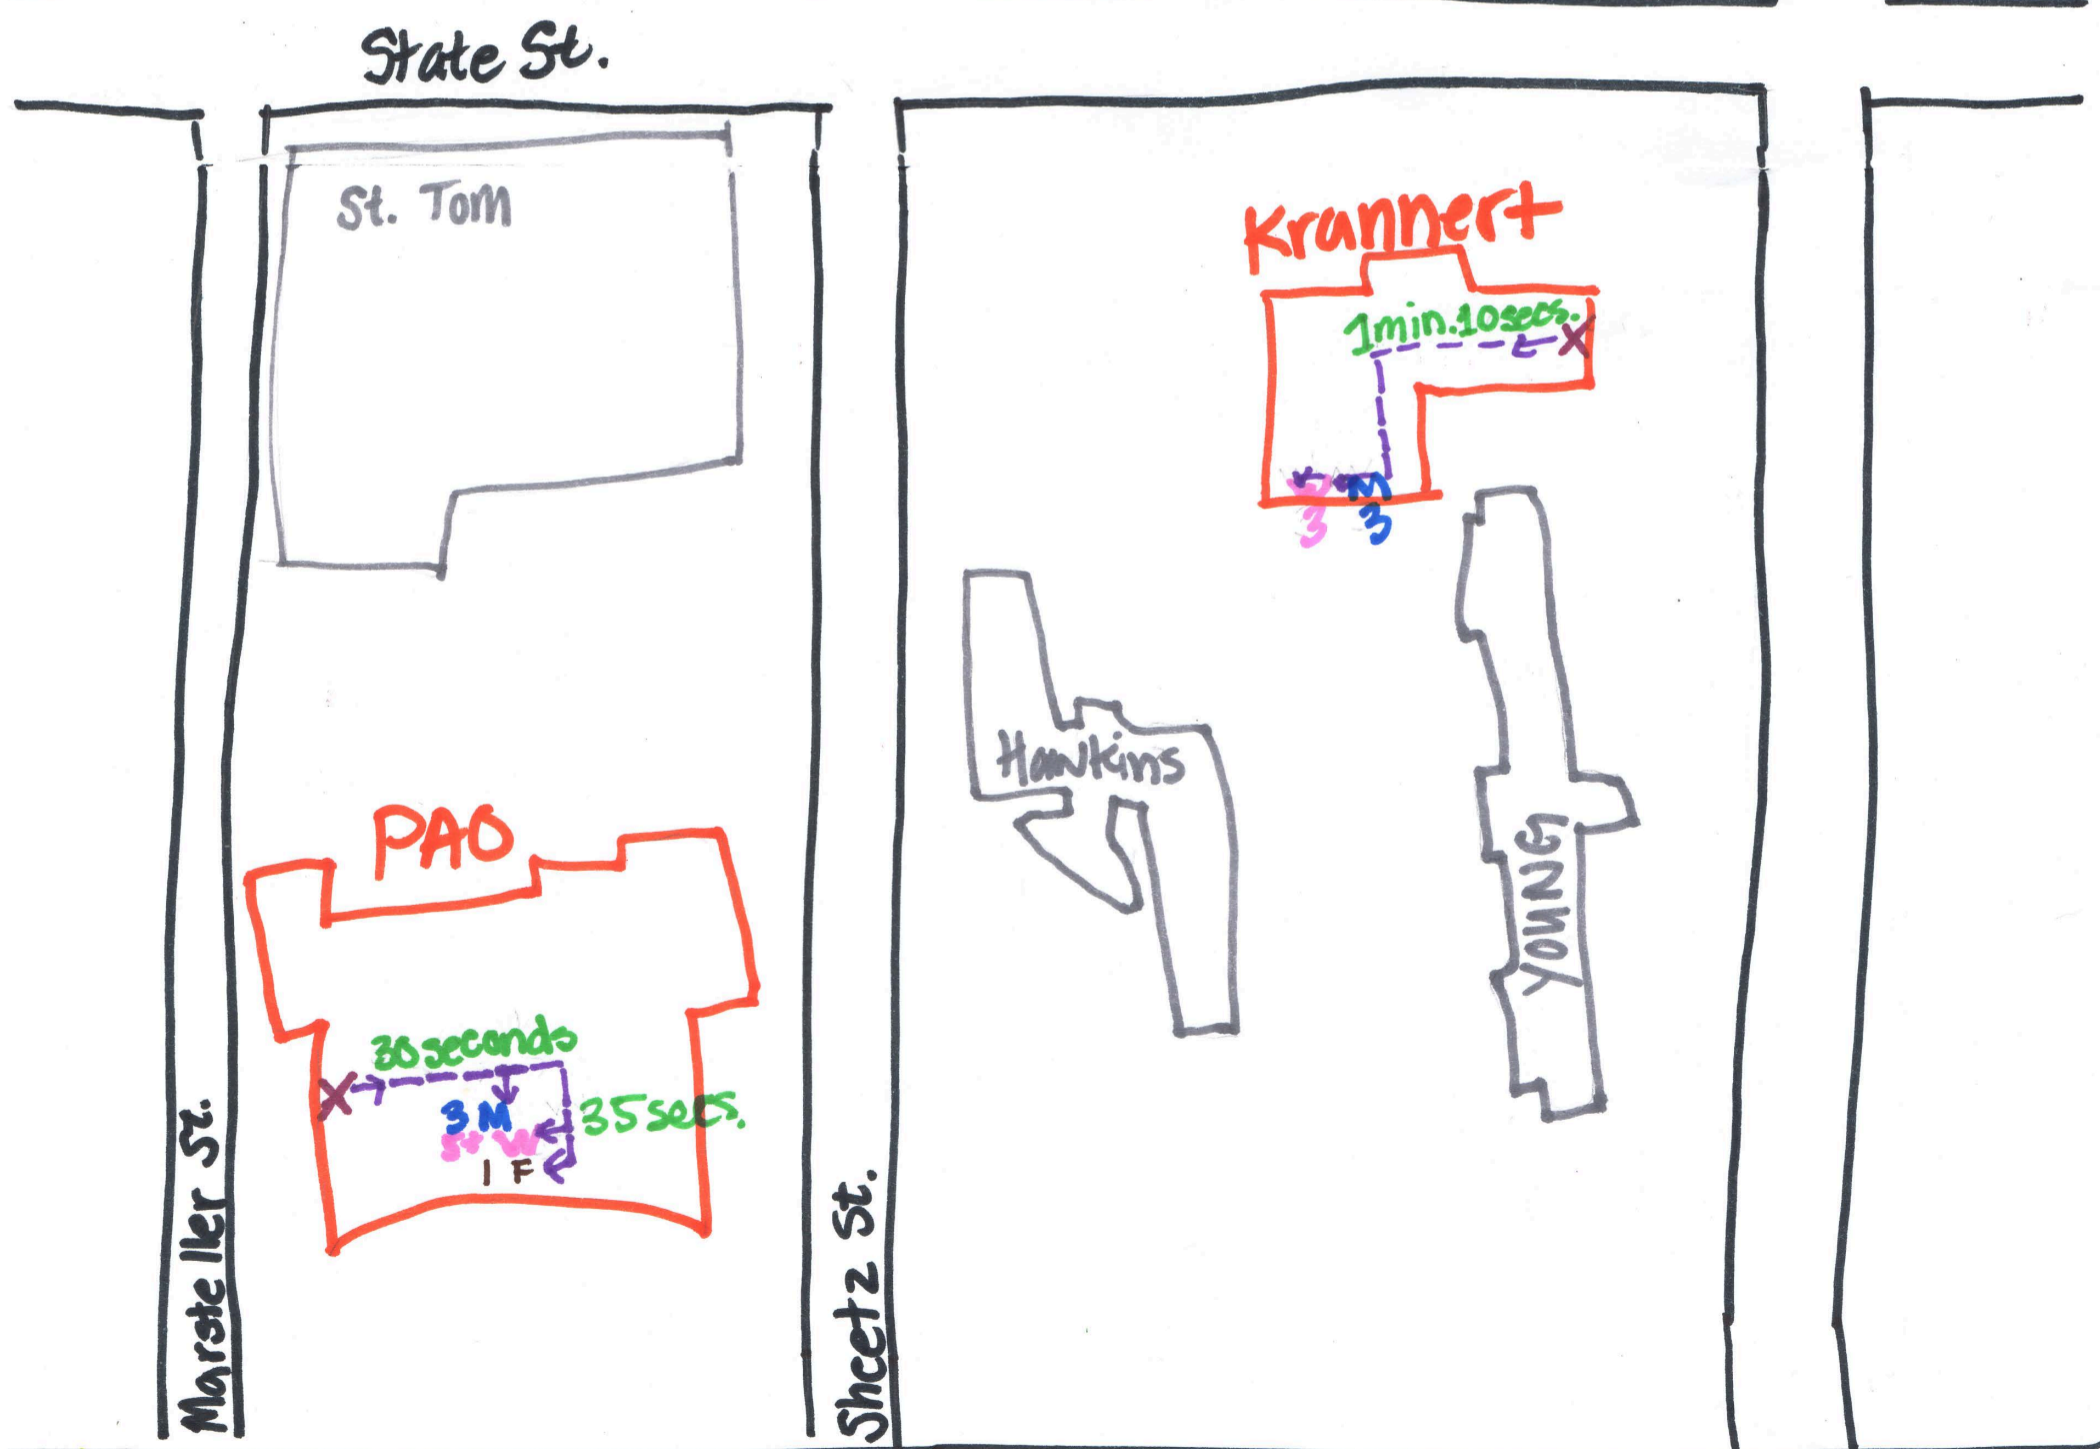 State St.
St. Tom
Krannert
1min.10secs.
X
W M
3 3
Hawkins
YOUNG
PAO
30 seconds
X
3 M
35 secs.
5+ W
1 F
Marsteller St.
Sheetz St.